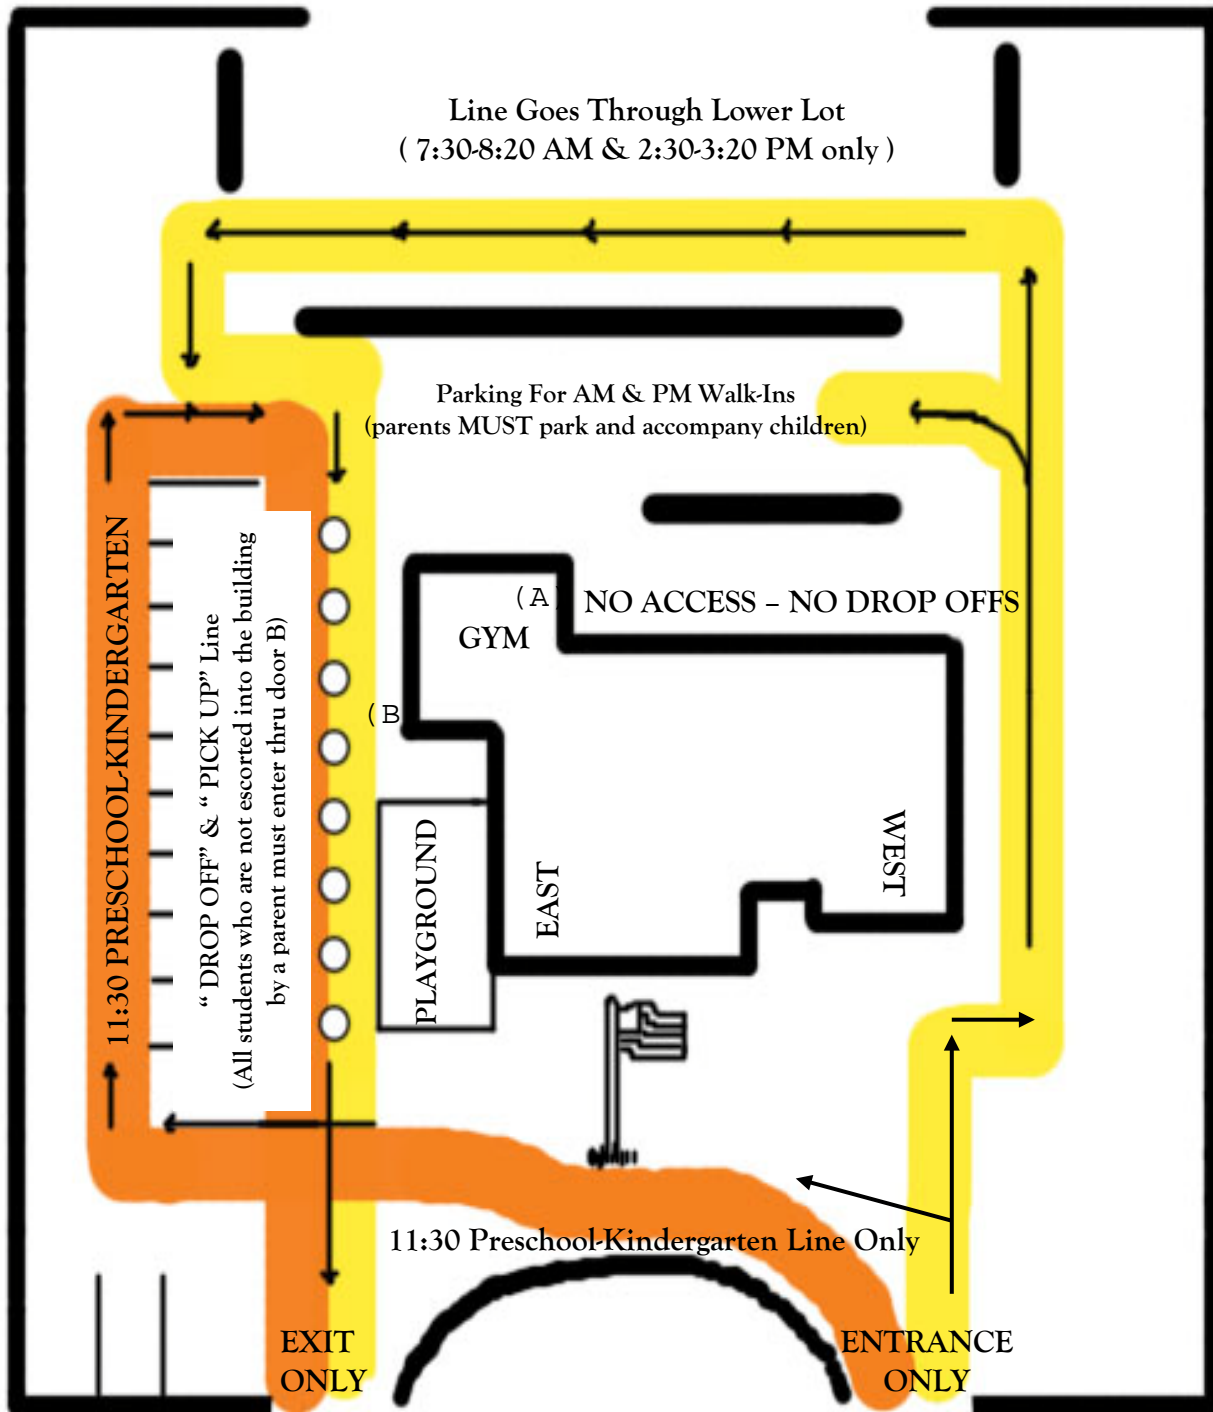 Line Goes Through Lower Lot
( 7:30-8:20 AM & 2:30-3:20 PM only )
Parking For AM & PM Walk-Ins
(parents MUST park and accompany children)
11:30 PRESCHOOL-KINDERGARTEN
“ DROP OFF” & “ PICK UP” Line
(All students who are not escorted into the building
by a parent must enter thru door B)
(A)
NO ACCESS – NO DROP OFFS
GYM
(B
PLAYGROUND
EAST
WEST
11:30 Preschool-Kindergarten Line Only
EXIT
ONLY
ENTRANCE
ONLY